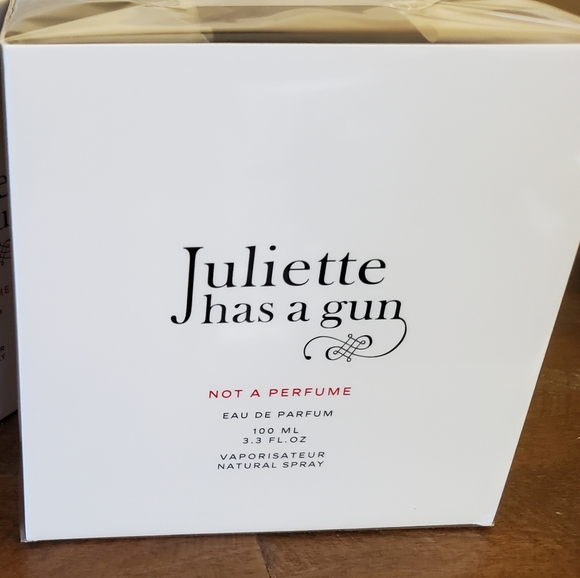 Juliette
has a gun
NOT A PERFUME
EAU DE PARFUM
100 ML
3.3 FL.OZ
VAPORISATEUR
NATURAL SPRAY